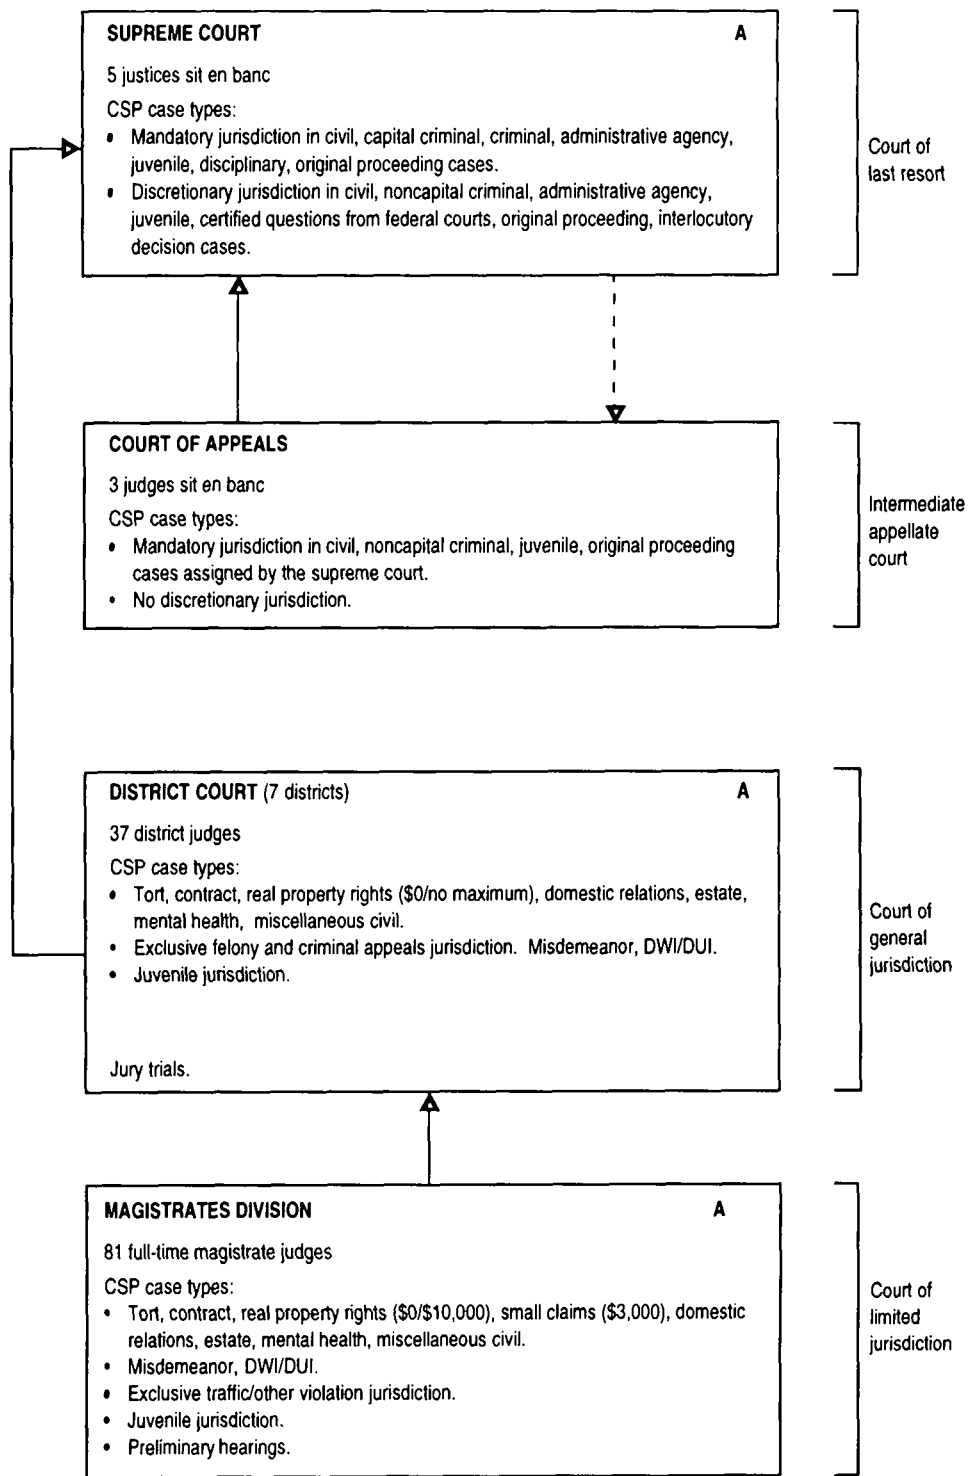 SUPREME COURT A
5 justices sit en banc
CSP case types:
• Mandatory jurisdiction in civil, capital criminal, criminal, administrative agency,
juvenile, disciplinary, original proceeding cases.
• Discretionary jurisdiction in civil, noncapital criminal, administrative agency,
juvenile, certified questions from federal courts, original proceeding, interlocutory
decision cases.
Court of
last resort
COURT OF APPEALS
3 judges sit en banc
CSP case types:
• Mandatory jurisdiction in civil, noncapital criminal, juvenile, original proceeding
cases assigned by the supreme court.
• No discretionary jurisdiction.
Intermediate
appellate
court
DISTRICT COURT (7 districts) A
37 district judges
CSP case types:
• Tort, contract, real property rights ($0/no maximum), domestic relations, estate,
mental health, miscellaneous civil.
• Exclusive felony and criminal appeals jurisdiction. Misdemeanor, DWI/DUI.
• Juvenile jurisdiction.
Jury trials.
Court of
general
jurisdiction
MAGISTRATES DIVISION A
81 full-time magistrate judges
CSP case types:
• Tort, contract, real property rights ($0/$10,000), small claims ($3,000), domestic
relations, estate, mental health, miscellaneous civil.
• Misdemeanor, DWI/DUI.
• Exclusive traffic/other violation jurisdiction.
• Juvenile jurisdiction.
• Preliminary hearings.
Court of
limited
jurisdiction